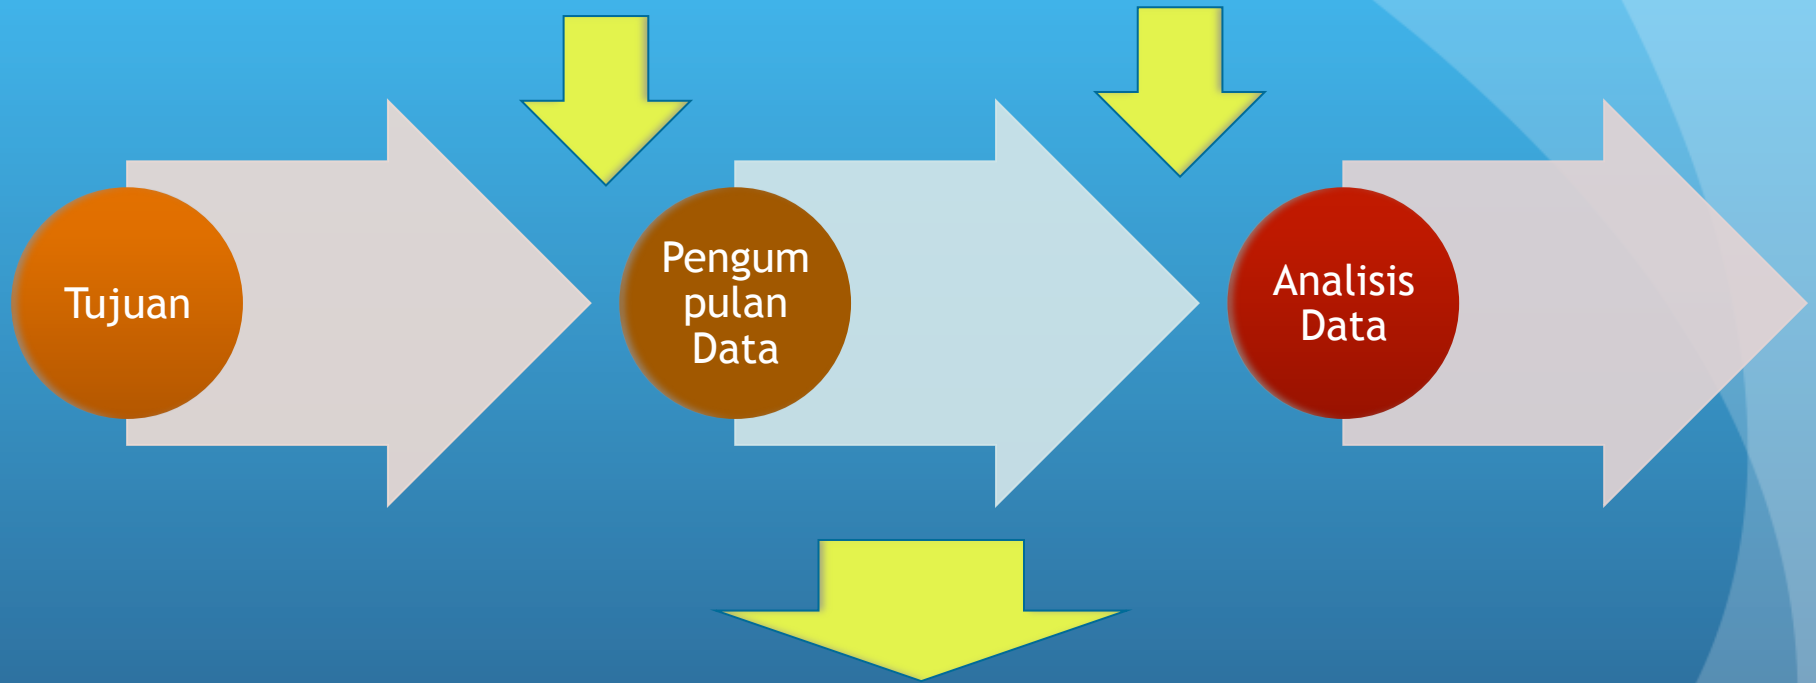 Tujuan
Pengum
pulan
Data
Analisis
Data